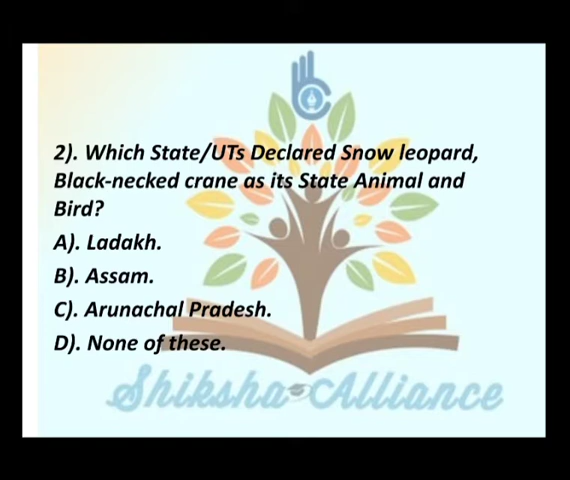 2). Which State/UTs Declared Snow leopard,
Black-necked crane as its State Animal and
Bird?
A). Ladakh.
B). Assam.
C). Arunachal Pradesh.
D). None of these.
Shiksha Alliance